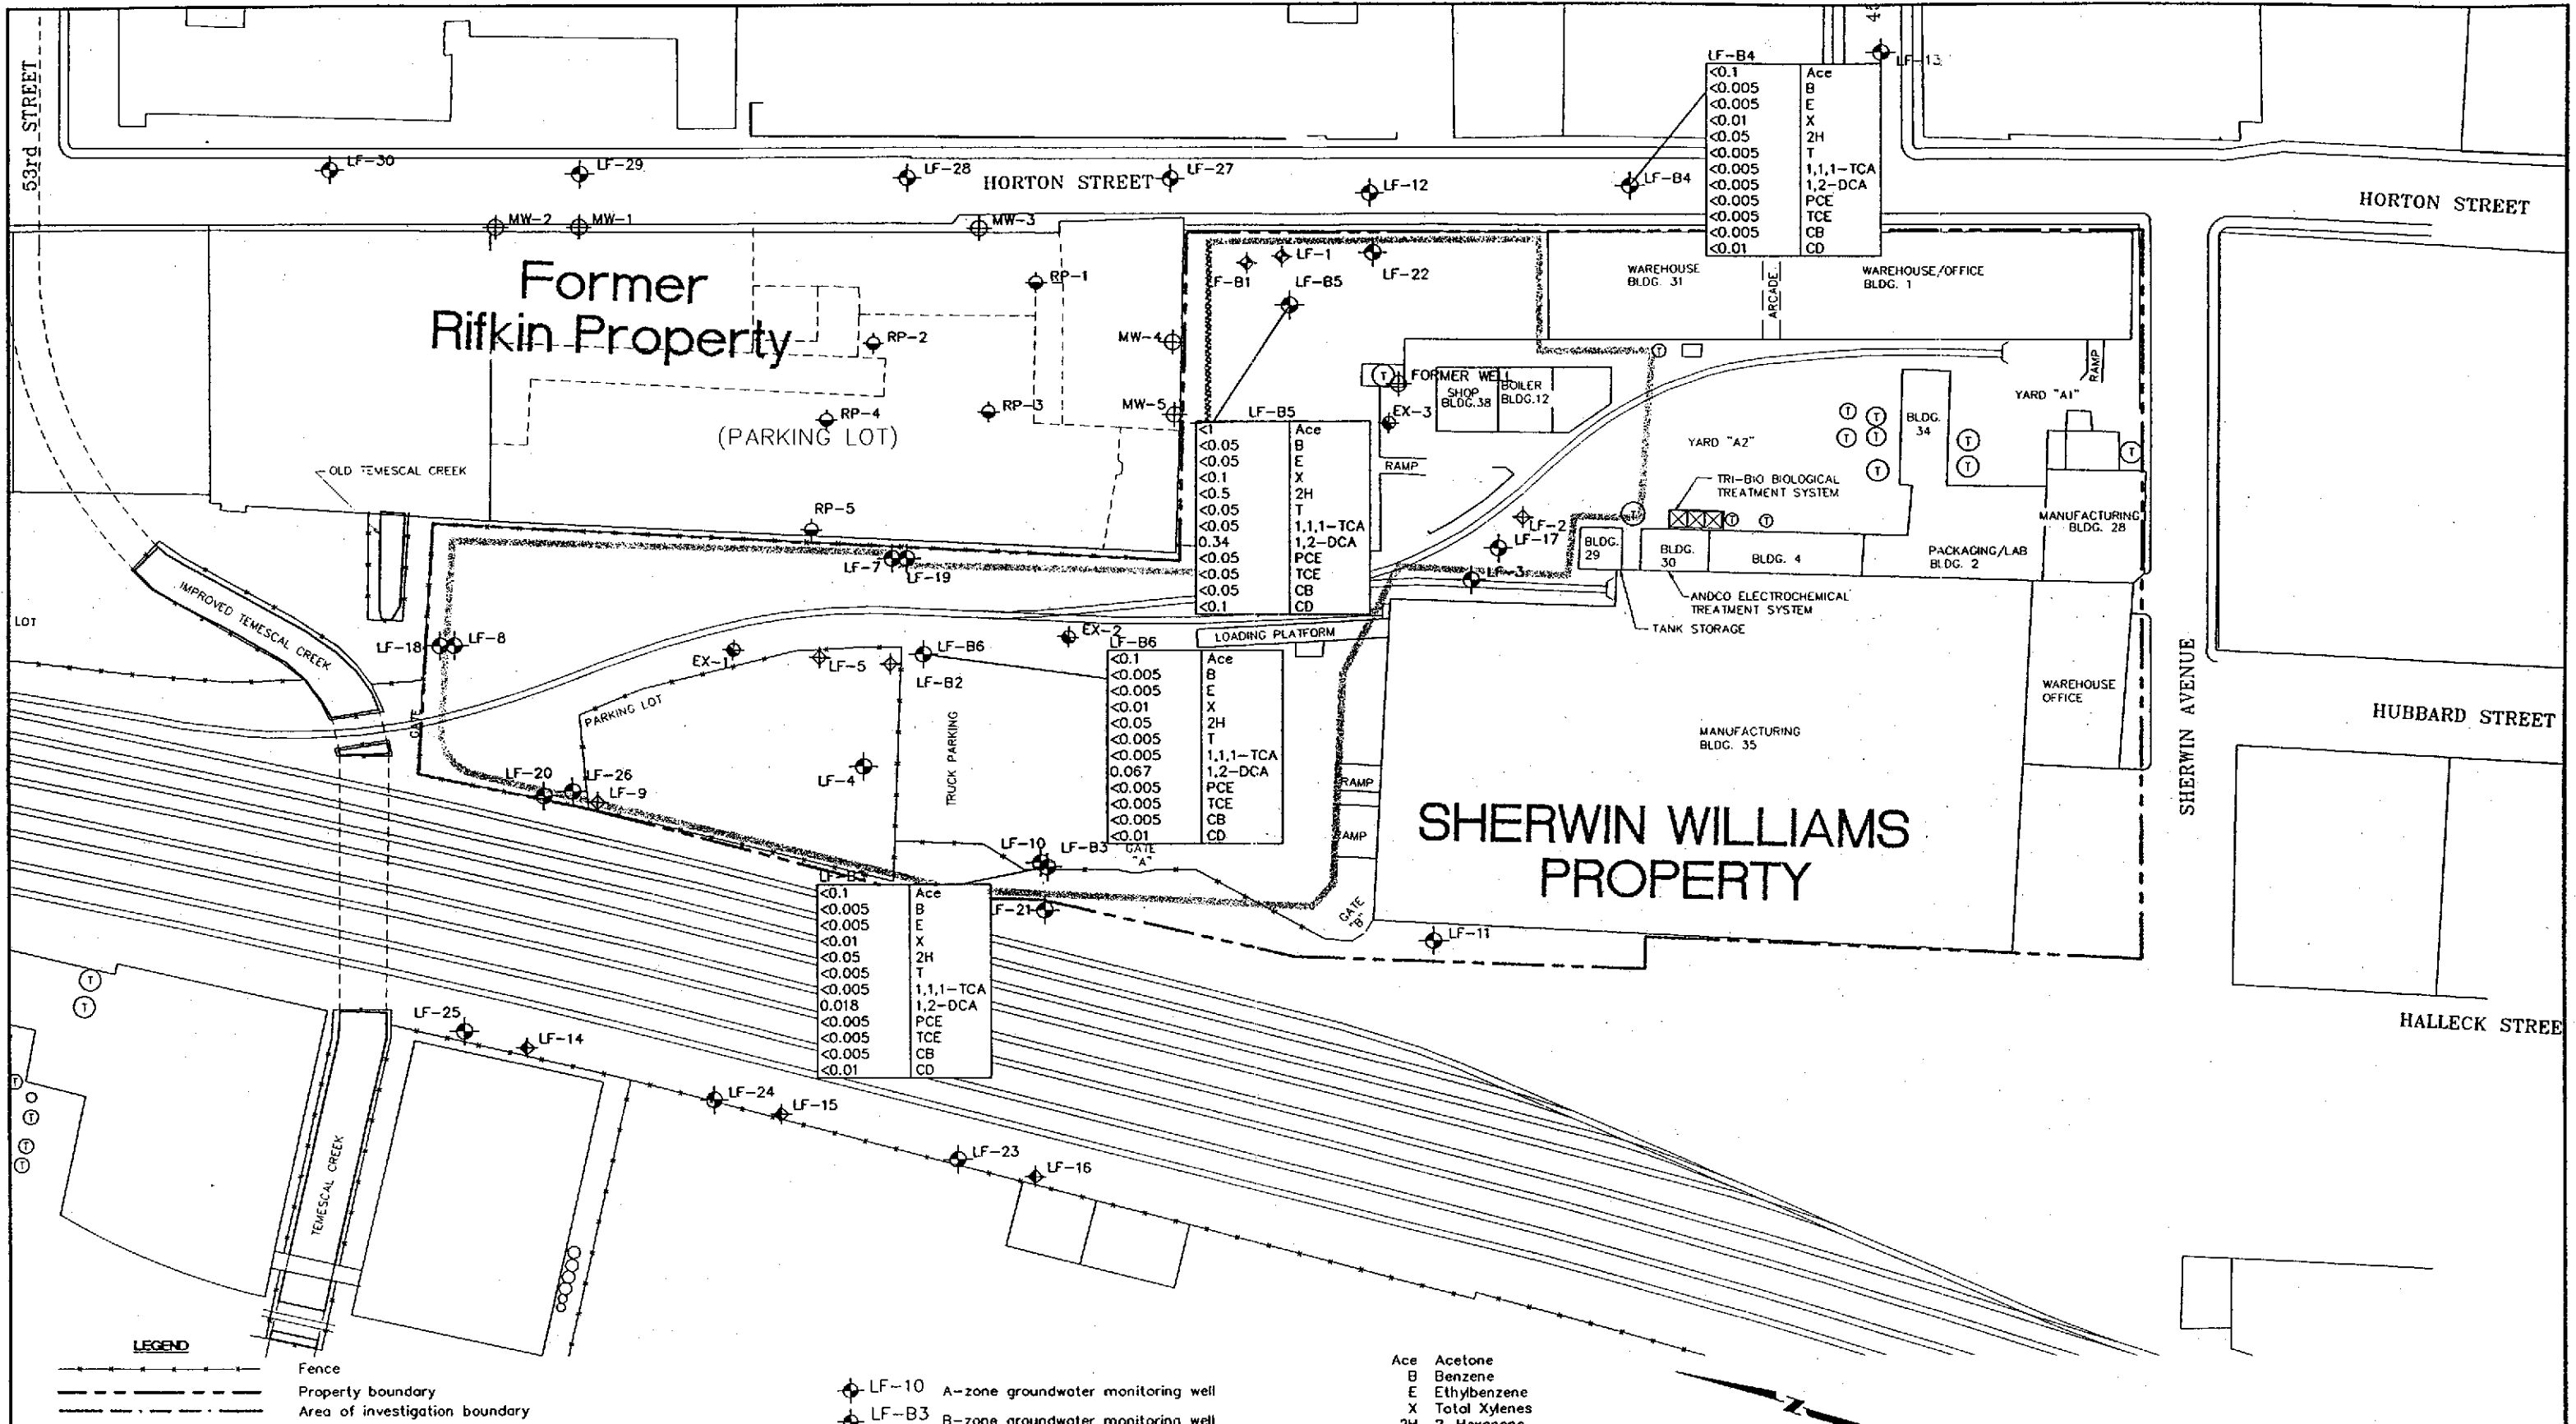 53rd STREET
LF-30
LF-29
LF-28
HORTON STREET
LF-27
LF-12
LF-B4
LF-13
HORTON STREET
LF-B4
<0.1 Ace
<0.005 B
<0.005 E
<0.01 X
<0.05 2H
<0.005 T
<0.005 1,1,1-TCA
<0.005 1,2-DCA
<0.005 PCE
<0.005 TCE
<0.005 CB
<0.01 CD
MW-2
MW-1
MW-3
Former
Rifkin Property
(PARKING LOT)
RP-1
RP-2
RP-3
RP-4
RP-5
MW-4
MW-5
LF-B1
LF-1
LF-B5
LF-22
WAREHOUSE
BLDG. 31
ARCADE
WAREHOUSE/OFFICE
BLDG. 1
FORMER WELL
SHOP
BLDG.38
BOILER
BLDG.12
EX-3
RAMP
YARD "A2"
BLDG.
34
YARD "A1"
RAMP
T
LF-B5
<1 Ace
<0.05 B
<0.05 E
<0.1 X
<0.5 2H
<0.05 T
<0.05 1,1,1-TCA
0.34 1,2-DCA
<0.05 PCE
<0.05 TCE
<0.05 CB
<0.1 CD
TRI-BIO BIOLOGICAL
TREATMENT SYSTEM
MANUFACTURING
BLDG. 28
LF-2
LF-17
LF-3
BLDG.
29
BLDG.
30
BLDG. 4
PACKAGING/LAB
BLDG. 2
ANDCO ELECTROCHEMICAL
TREATMENT SYSTEM
TANK STORAGE
OLD TEMESCAL CREEK
IMPROVED TEMESCAL CREEK
LOT
LF-7
LF-19
LF-18
LF-8
GATE
EX-1
LF-5
LF-B2
LF-B6
EX-2
LOADING PLATFORM
PARKING LOT
TRUCK PARKING
LF-B6
<0.1 Ace
<0.005 B
<0.005 E
<0.01 X
<0.05 2H
<0.005 T
<0.005 1,1,1-TCA
0.067 1,2-DCA
<0.005 PCE
<0.005 TCE
<0.005 CB
<0.01 CD
LF-4
LF-20
LF-26
LF-9
LF-10
LF-B3
GATE
"A"
RAMP
AMP
GATE
"B"
MANUFACTURING
BLDG. 35
SHERWIN WILLIAMS
PROPERTY
WAREHOUSE
OFFICE
SHERWIN AVENUE
HUBBARD STREET
HALLECK STREE
LF-21
LF-11
LF-B3
<0.1 Ace
<0.005 B
<0.005 E
<0.01 X
<0.05 2H
<0.005 T
<0.005 1,1,1-TCA
0.018 1,2-DCA
<0.005 PCE
<0.005 TCE
<0.005 CB
<0.01 CD
LF-25
LF-14
LF-24
LF-15
LF-23
LF-16
TEMESCAL CREEK
LEGEND
Fence
Property boundary
Area of investigation boundary
LF-10 A-zone groundwater monitoring well
LF-B3 B-zone groundwater monitoring well
Ace Acetone
B Benzene
E Ethylbenzene
X Total Xylenes
2H 2-Hexanone
Z